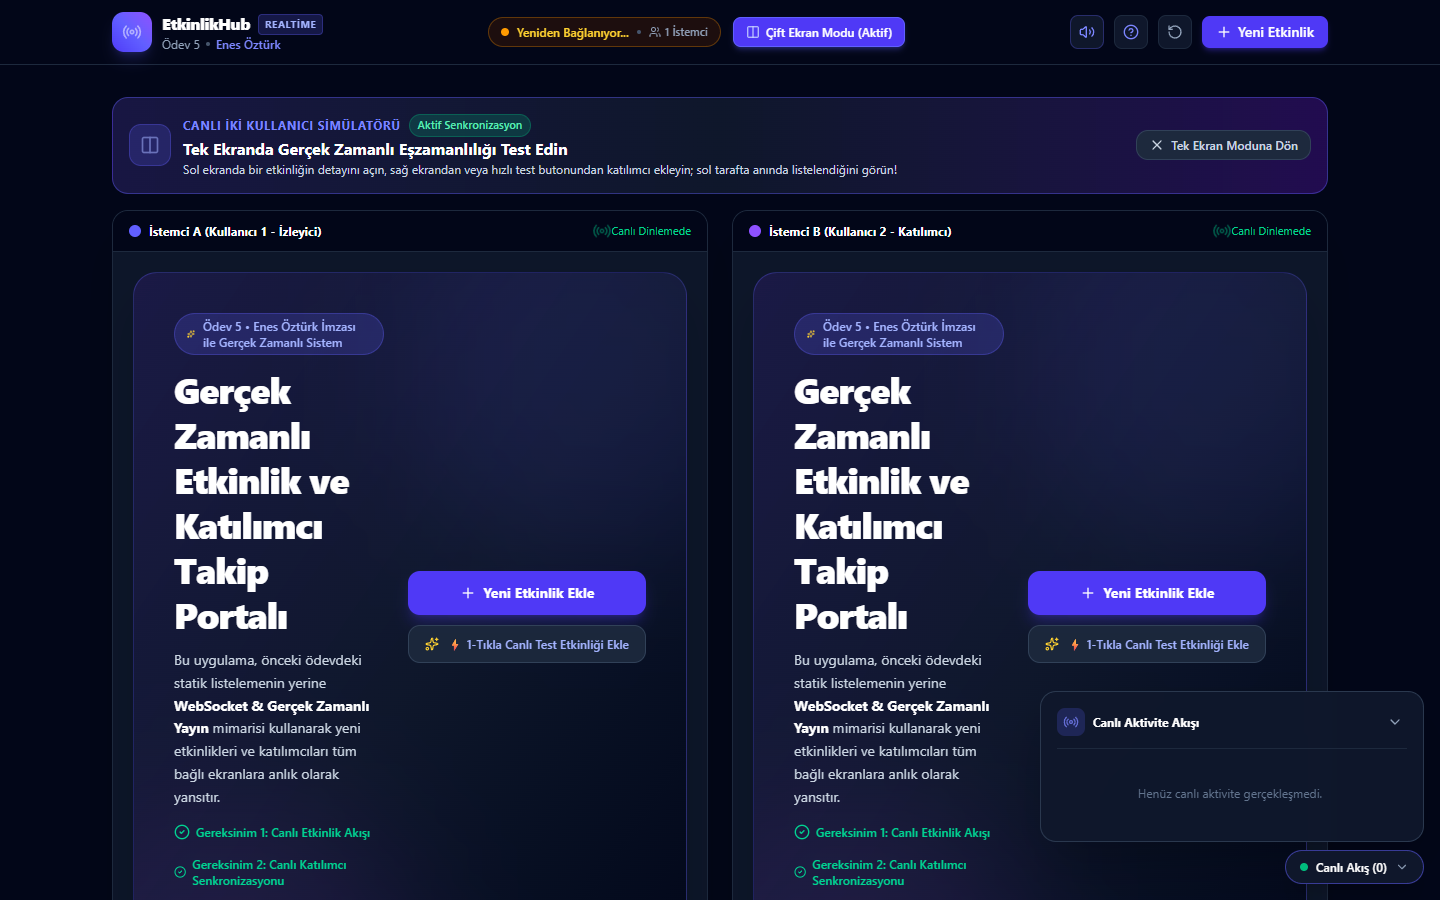 EtkinlikHub REALTIME
Ödev 5 • Enes Öztürk
Yeniden Bağlanıyor... • 1 İstemci
Çift Ekran Modu (Aktif)
Yeni Etkinlik
CANLI İKİ KULLANICI SİMÜLATÖRÜ Aktif Senkronizasyon
Tek Ekranda Gerçek Zamanlı Eşzamanlılığı Test Edin
Sol ekranda bir etkinliğin detayını açın, sağ ekrandan veya hızlı test butonundan katılımcı ekleyin; sol tarafta anında listelendiğini görün!
Tek Ekran Moduna Dön
İstemci A (Kullanıcı 1 - İzleyici)
Canlı Dinlemede
Ödev 5 • Enes Öztürk İmzası
ile Gerçek Zamanlı Sistem
Gerçek
Zamanlı
Etkinlik ve
Katılımcı
Takip
Portalı
Bu uygulama, önceki ödevdeki
statik listelemenin yerine
WebSocket & Gerçek Zamanlı
Yayın mimarisi kullanarak yeni
etkinlikleri ve katılımcıları tüm
bağlı ekranlara anlık olarak
yansıtır.
Gereksinim 1: Canlı Etkinlik Akışı
Gereksinim 2: Canlı Katılımcı
Senkronizasyonu
Yeni Etkinlik Ekle
1-Tıkla Canlı Test Etkinliği Ekle
İstemci B (Kullanıcı 2 - Katılımcı)
Canlı Dinlemede
Ödev 5 • Enes Öztürk İmzası
ile Gerçek Zamanlı Sistem
Gerçek
Zamanlı
Etkinlik ve
Katılımcı
Takip
Portalı
Bu uygulama, önceki ödevdeki
statik listelemenin yerine
WebSocket & Gerçek Zamanlı
Yayın mimarisi kullanarak yeni
etkinlikleri ve katılımcıları tüm
bağlı ekranlara anlık olarak
yansıtır.
Gereksinim 1: Canlı Etkinlik Akışı
Gereksinim 2: Canlı Katılımcı
Senkronizasyonu
Yeni Etkinlik Ekle
1-Tıkla Canlı Test Etkinliği Ekle
Canlı Aktivite Akışı
Henüz canlı aktivite gerçekleşmedi.
Canlı Akış (0)